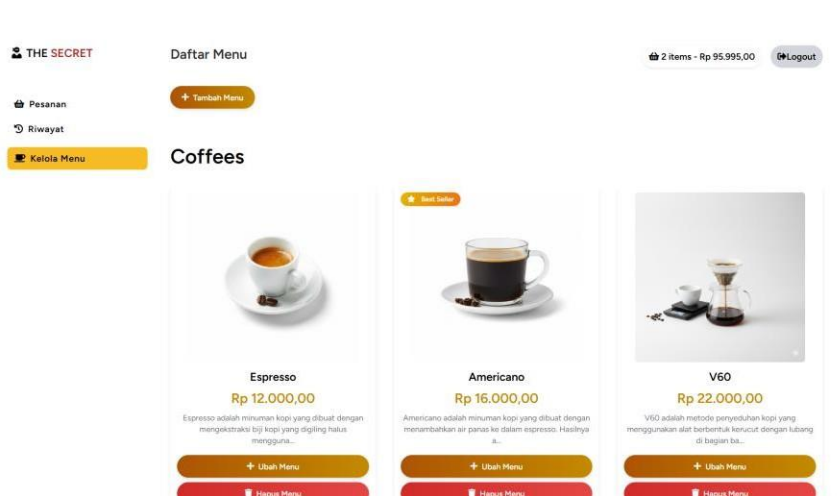 THE SECRET
Daftar Menu
2 items - Rp 95.995,00
Logout
+ Tambah Menu
Pesanan
Riwayat
Kelola Menu
Coffees
Best Seller
Espresso
Rp 12.000,00
Espresso adalah minuman kopi yang dibuat dengan
mengekstraksi biji kopi yang digiling halus
mengguna...
+ Ubah Menu
Hapus Menu
Americano
Rp 16.000,00
Americano adalah minuman kopi yang dibuat dengan
menambahkan air panas ke dalam espresso. Hasilnya
a...
+ Ubah Menu
Hapus Menu
V60
Rp 22.000,00
V60 adalah metode penyeduhan kopi yang
menggunakan alat berbentuk kerucut dengan lubang
di bagian ba...
+ Ubah Menu
Hapus Menu